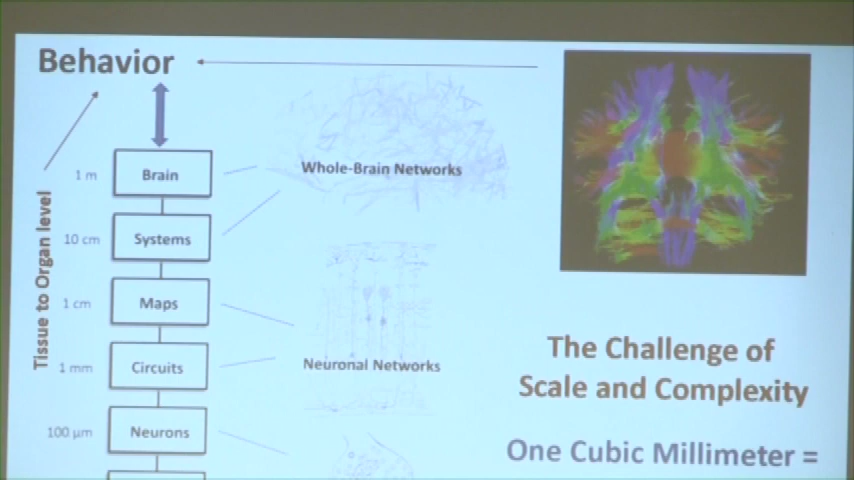 Behavior
1 m
Brain
Whole-Brain Networks
10 cm
Systems
1 cm
Maps
Tissue to Organ level
1 mm
Circuits
Neuronal Networks
100 µm
Neurons
The Challenge of
Scale and Complexity
One Cubic Millimeter =